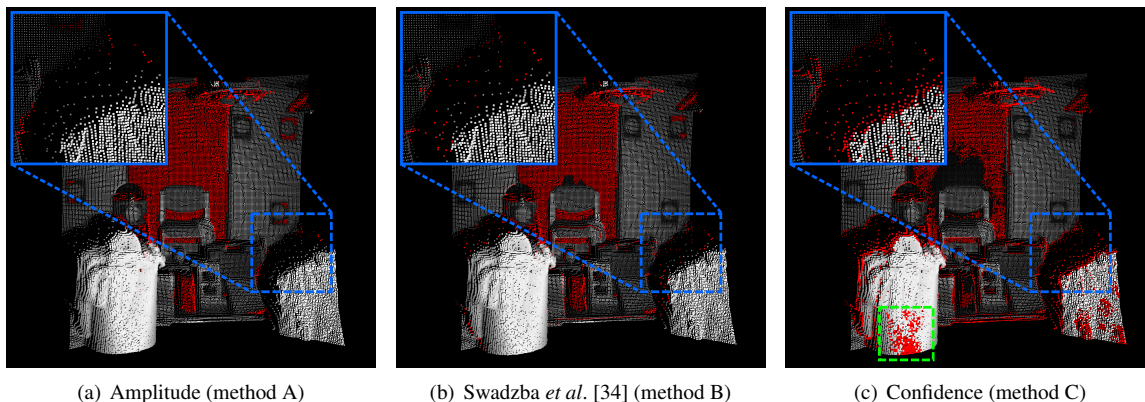 (a) Amplitude (method A)
(b) Swadzba et al. [34] (method B)
(c) Confidence (method C)